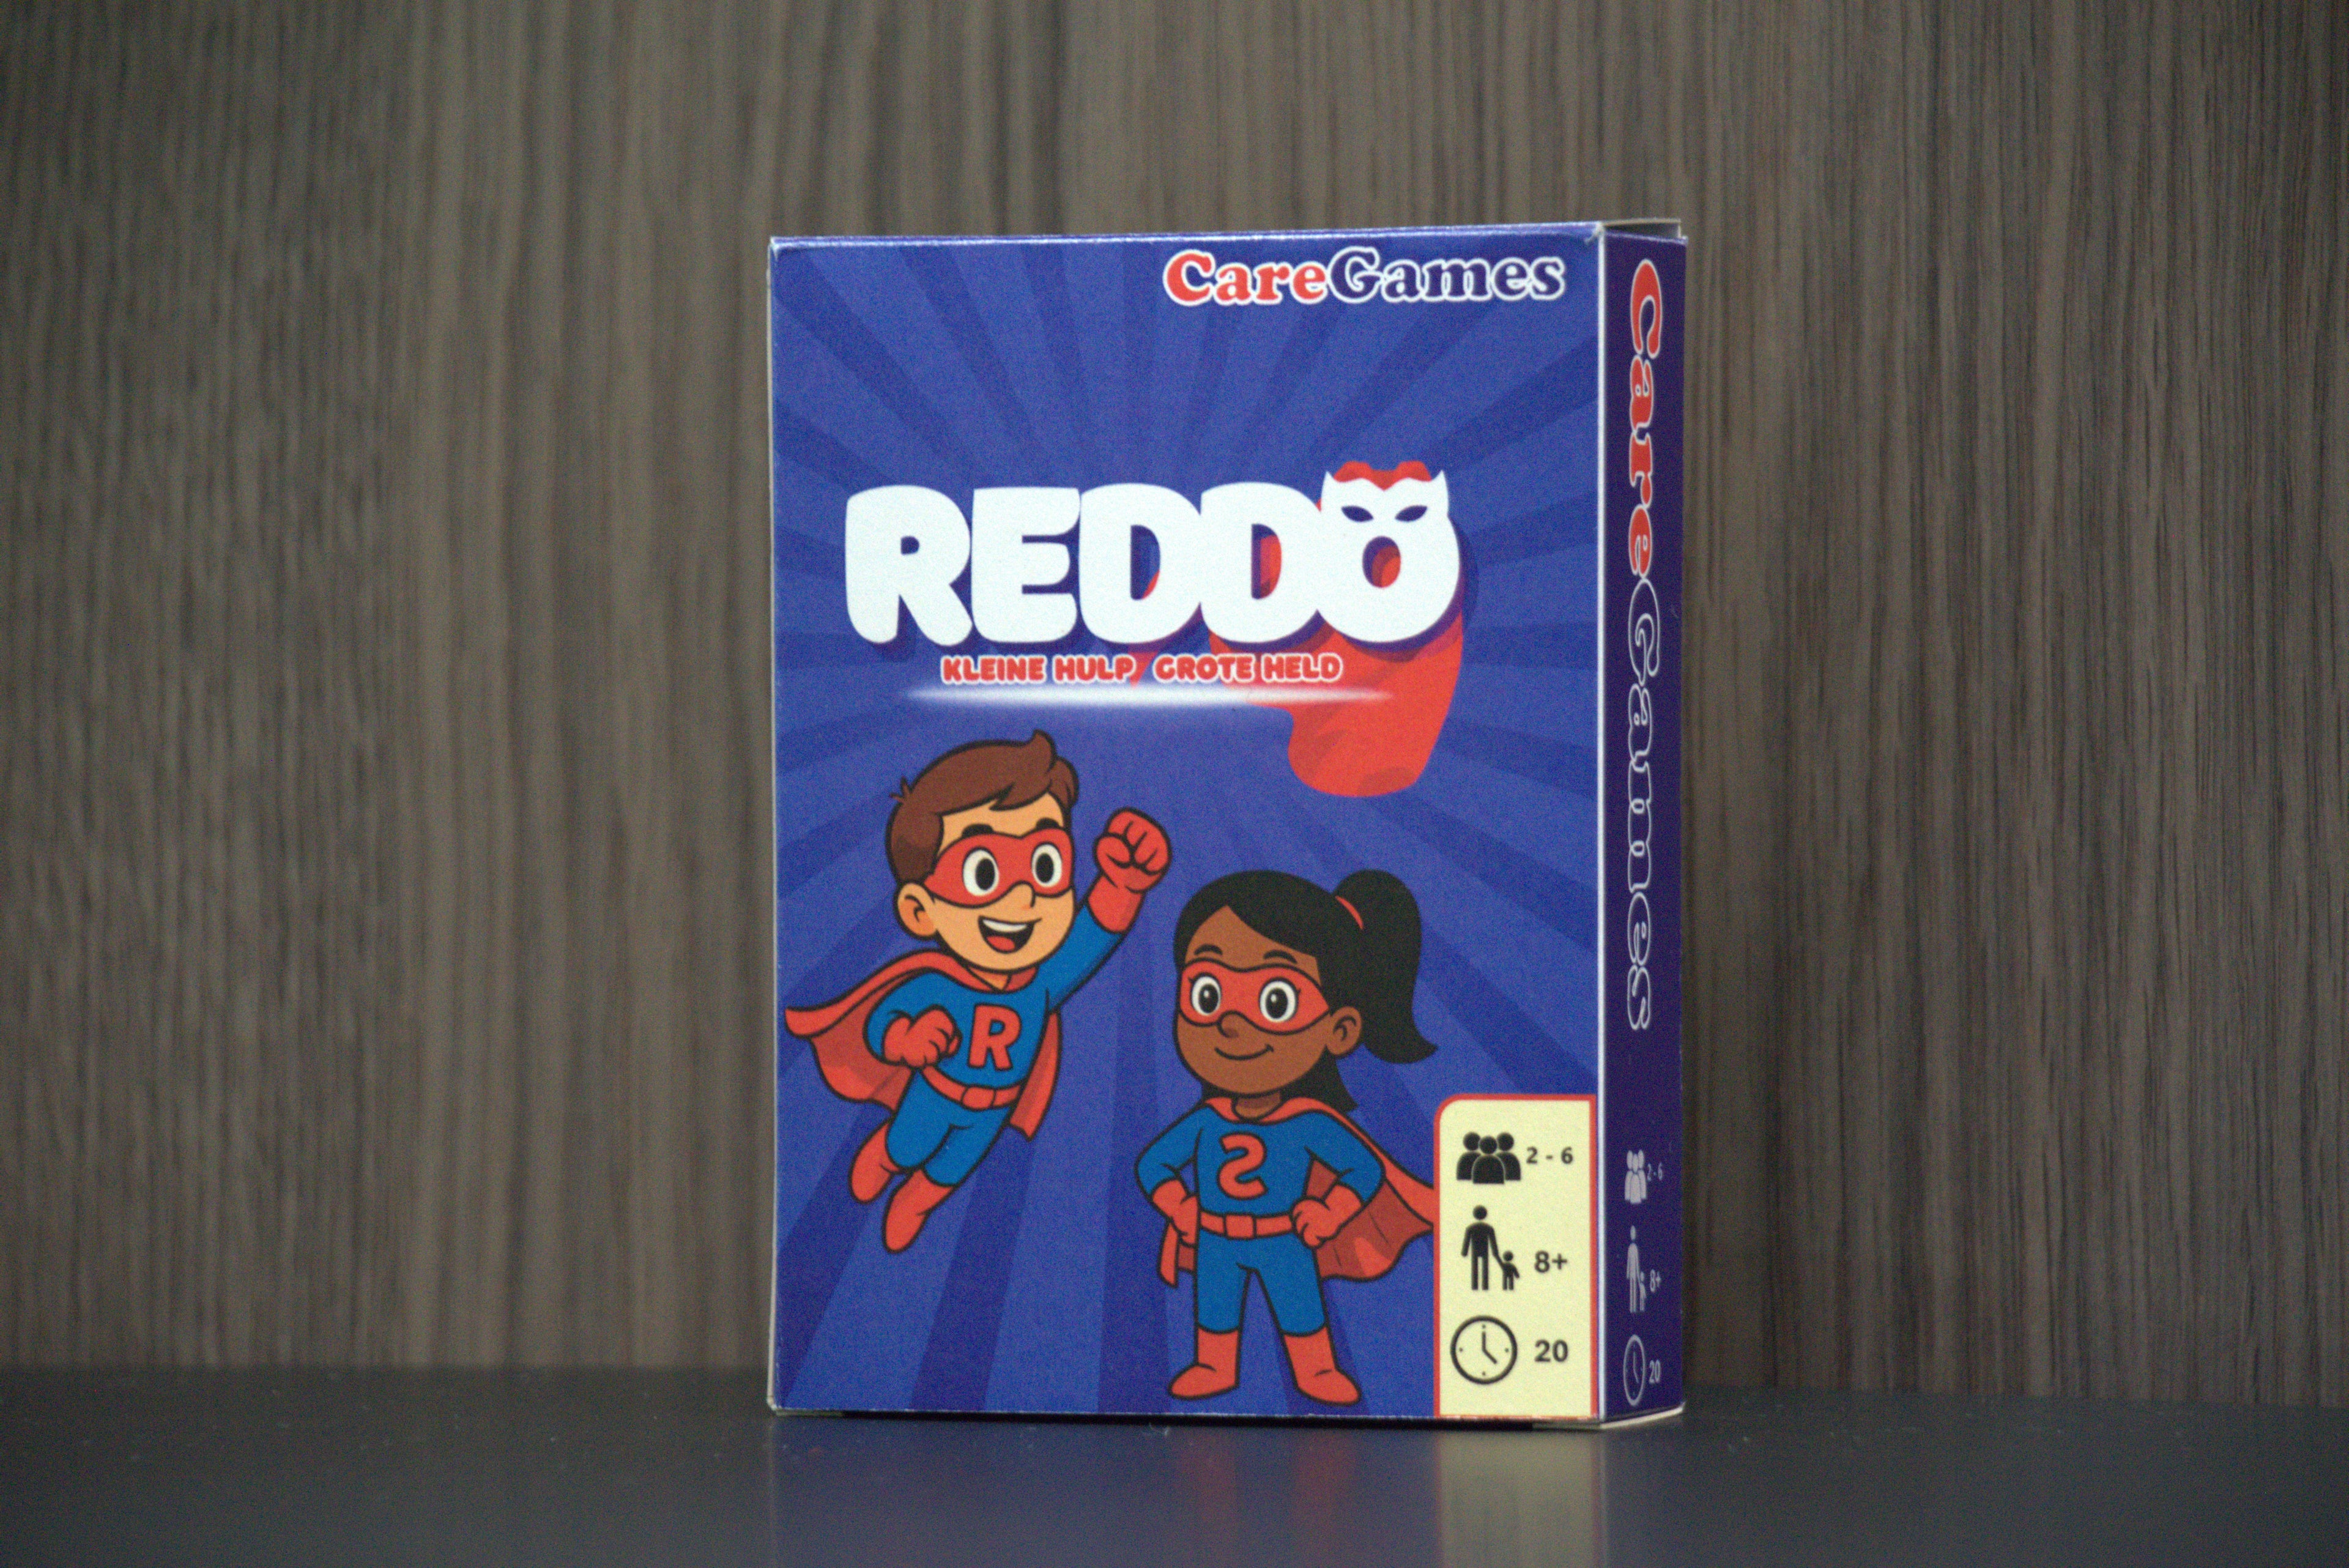 CareGames
REDDO
KLEINE HULP GROTE HELD
R
S
2 - 6
8+
20
CareGames
2-6
8+
20